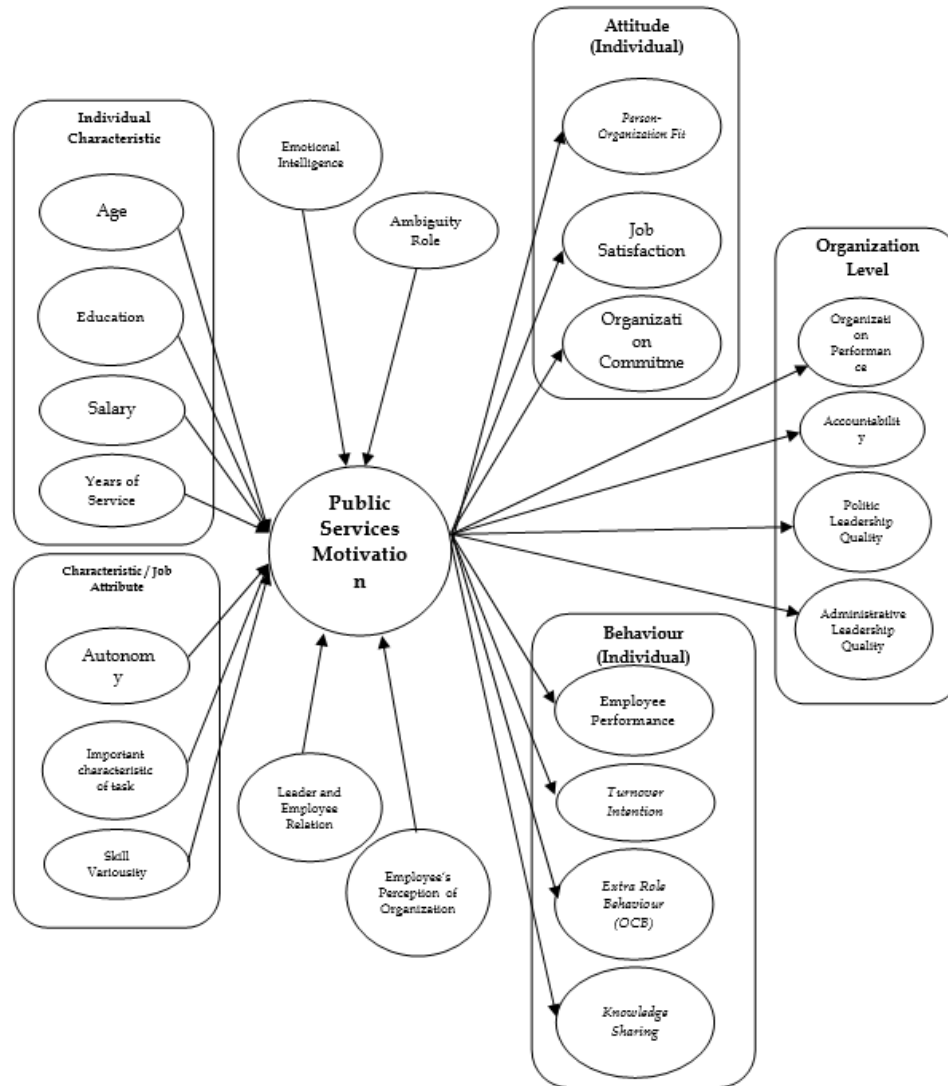 Attitude
(Individual)
Person-
Organization Fit
Job
Satisfaction
Organizati
on
Commitme
Individual
Characteristic
Age
Education
Salary
Years of
Service
Emotional
Intelligence
Ambiguity
Role
Organization
Level
Organizati
on
Performa
nce
Accountabilit
y
Politic
Leadership
Quality
Administrative
Leadership
Quality
Public
Services
Motivatio
n
Characteristic / Job
Attribute
Autonom
y
Important
characteristic
of task
Skill
Variousity
Leader and
Employee
Relation
Employee's
Perception of
Organization
Behaviour
(Individual)
Employee
Performance
Turnover
Intention
Extra Role
Behaviour
(OCB)
Knowledge
Sharing